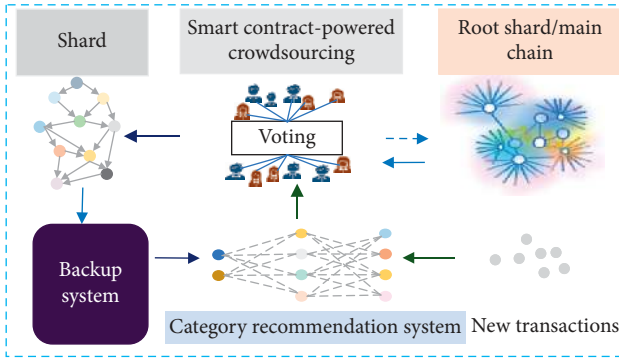 Shard
Smart contract-powered
crowdsourcing
Root shard/main
chain
Voting
Backup
system
Category recommendation system
New transactions